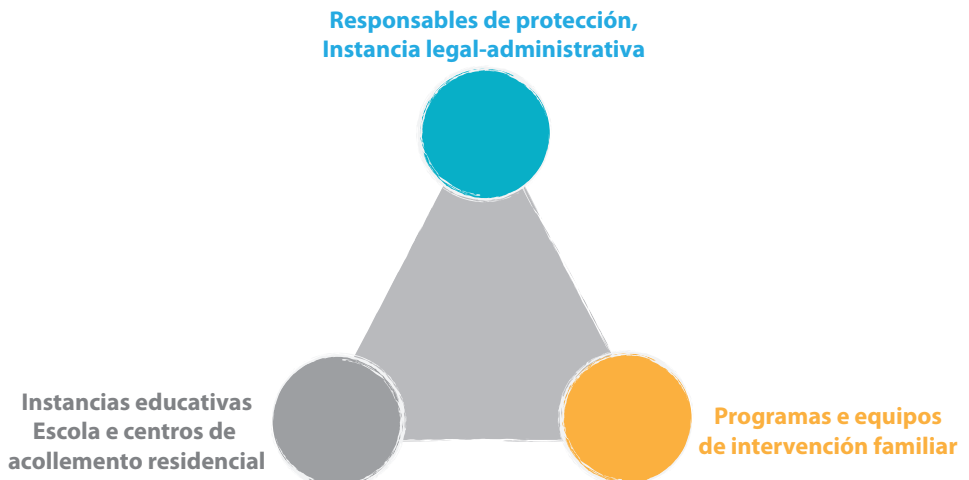 Responsables de protección,
Instancia legal-administrativa
Instancias educativas
Escola e centros de
acollemento residencial
Programas e equipos
de intervención familiar